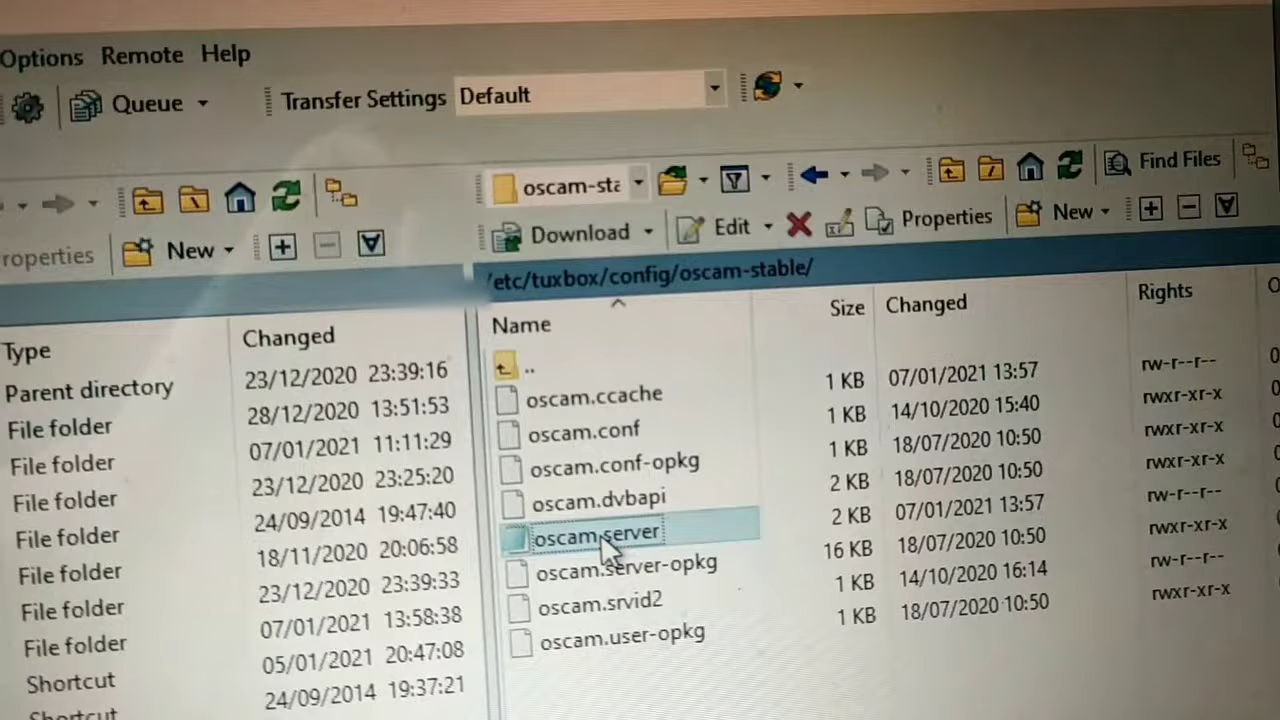 Options Remote Help
Queue Transfer Settings Default
oscam-sta Find Files
Properties New Download Edit Properties New
/etc/tuxbox/config/oscam-stable/
Type Changed
Parent directory 23/12/2020 23:39:16
File folder 28/12/2020 13:51:53
File folder 07/01/2021 11:11:29
File folder 23/12/2020 23:25:20
File folder 24/09/2014 19:47:40
File folder 18/11/2020 20:06:58
File folder 23/12/2020 23:39:33
File folder 07/01/2021 13:58:38
Shortcut 05/01/2021 20:47:08
Shortcut 24/09/2014 19:37:21
Name Size Changed Rights
..
oscam.ccache 1 KB 07/01/2021 13:57 rw-r--r--
oscam.conf 1 KB 14/10/2020 15:40 rwxr-xr-x
oscam.conf-opkg 1 KB 18/07/2020 10:50 rwxr-xr-x
oscam.dvbapi 2 KB 18/07/2020 10:50 rwxr-xr-x
oscam.server 2 KB 07/01/2021 13:57 rw-r--r--
oscam.server-opkg 16 KB 18/07/2020 10:50 rwxr-xr-x
oscam.srvid2 1 KB 14/10/2020 16:14 rw-r--r--
oscam.user-opkg 1 KB 18/07/2020 10:50 rwxr-xr-x